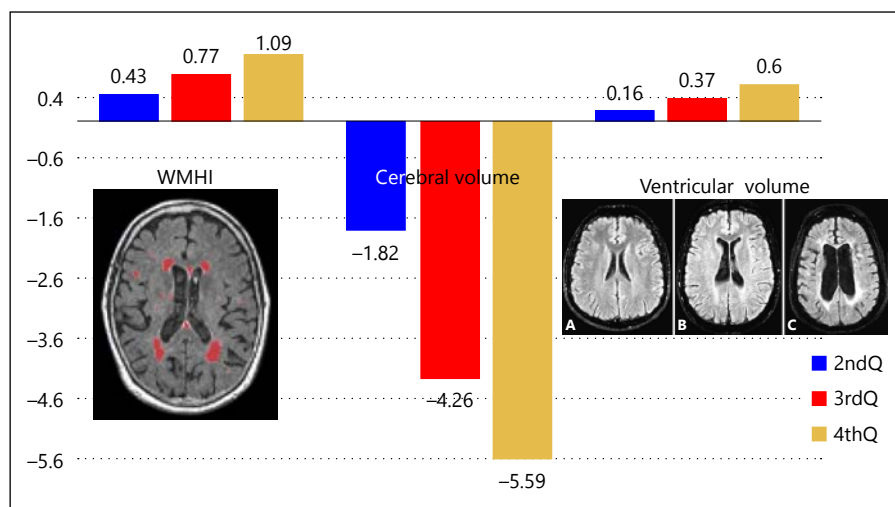 0.43
0.77
1.09
0.16
0.37
0.6
0.4
−0.6
−1.6
−2.6
−3.6
−4.6
−5.6
WMHI
Cerebral volume
Ventricular volume
−1.82
−4.26
−5.59
A
B
C
2ndQ
3rdQ
4thQ